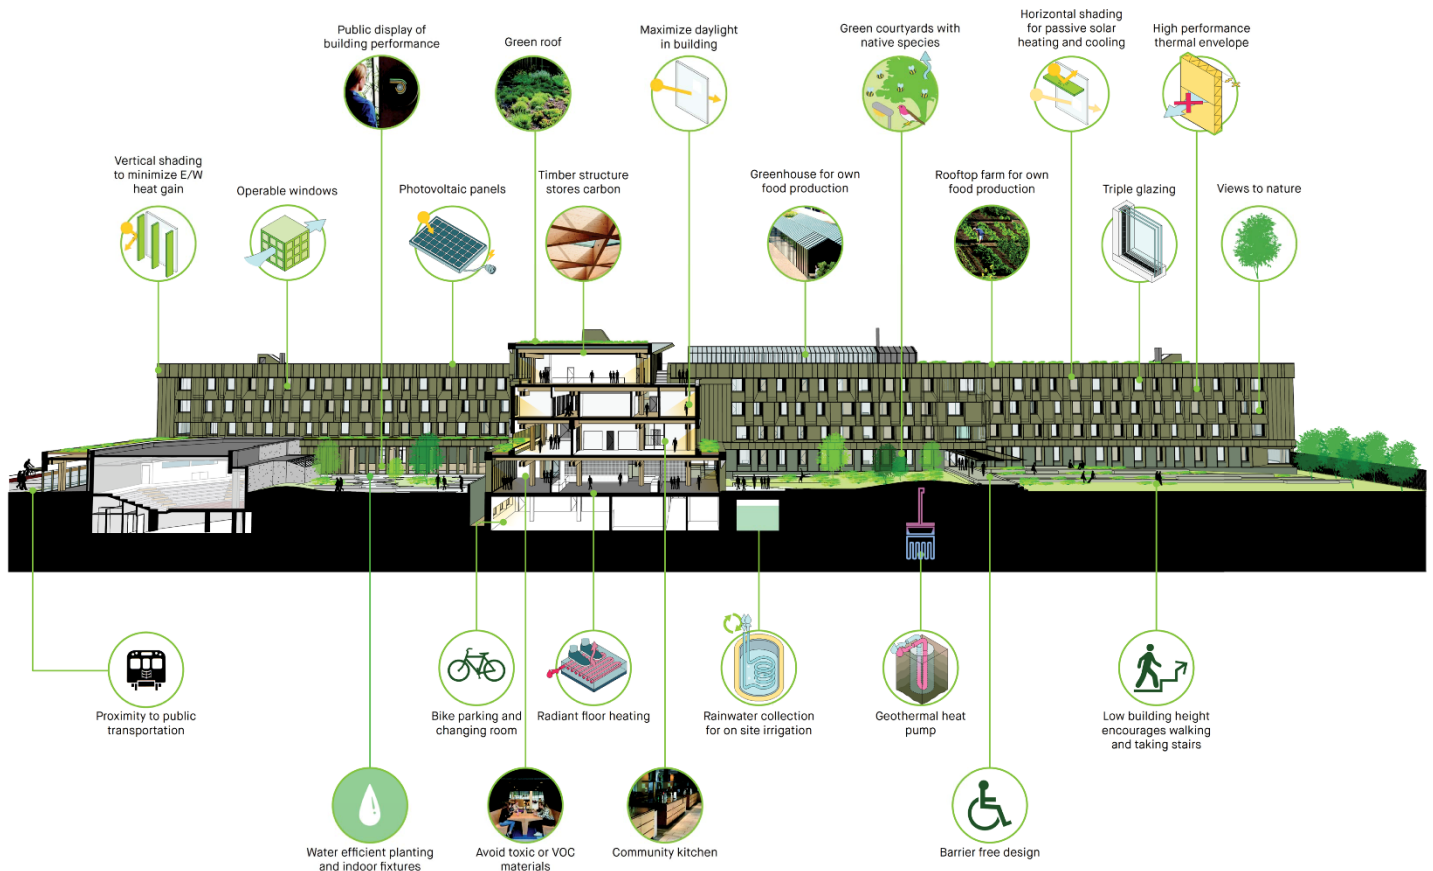 Public display of
building performance
Green roof
Maximize daylight
in building
Green courtyards with
native species
Horizontal shading
for passive solar
heating and cooling
High performance
thermal envelope
Vertical shading
to minimize E/W
heat gain
Operable windows
Photovoltaic panels
Timber structure
stores carbon
Greenhouse for own
food production
Rooftop farm for own
food production
Triple glazing
Views to nature
Proximity to public
transportation
Bike parking and
changing room
Radiant floor heating
Rainwater collection
for on site irrigation
Geothermal heat
pump
Low building height
encourages walking
and taking stairs
Water efficient planting
and indoor fixtures
Avoid toxic or VOC
materials
Community kitchen
Barrier free design